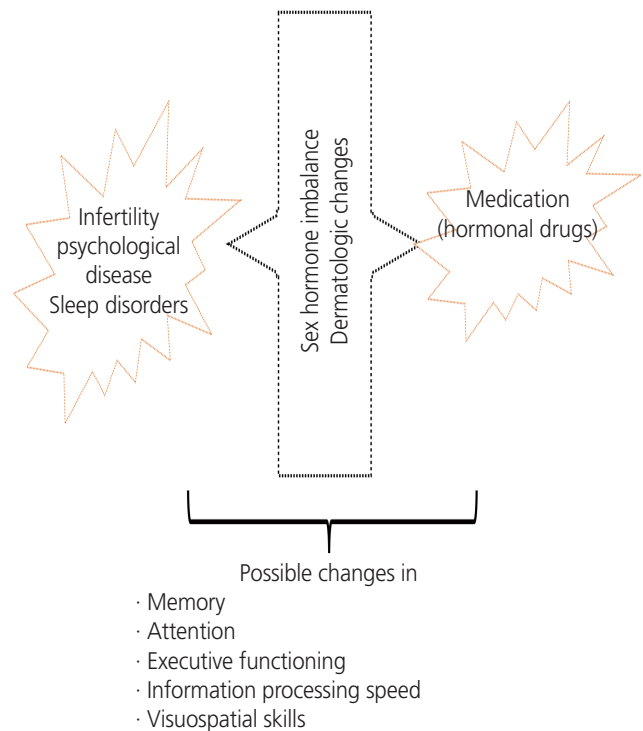 Infertility
psychological
disease
Sleep disorders
Sex hormone imbalance
Dermatologic changes
Medication
(hormonal drugs)
Possible changes in
· Memory
· Attention
· Executive functioning
· Information processing speed
· Visuospatial skills